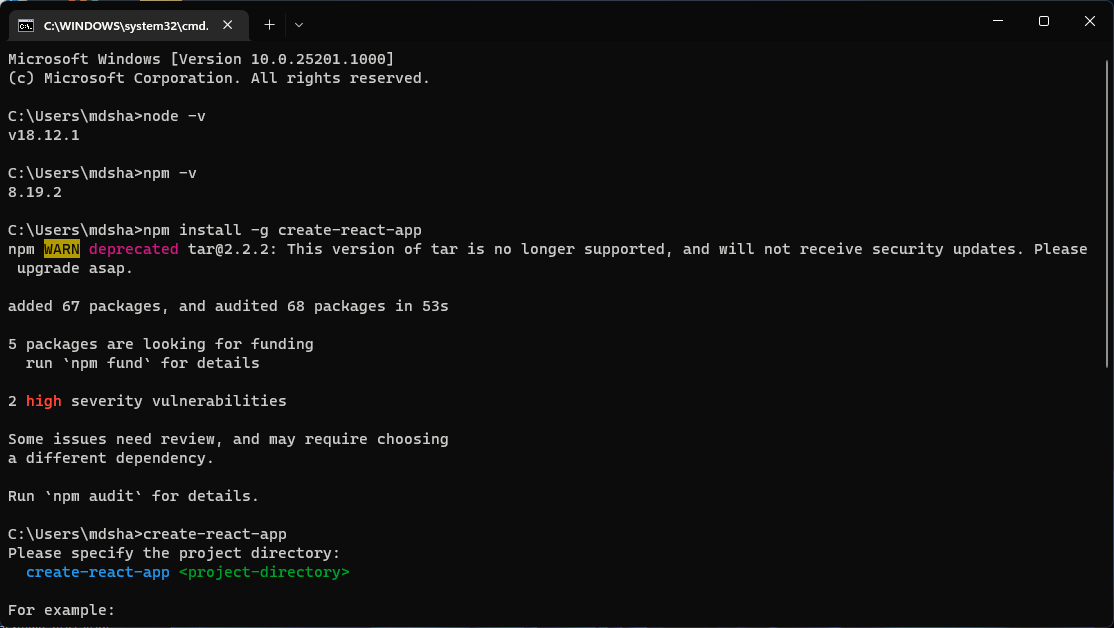 C:\WINDOWS\system32\cmd.
Microsoft Windows [Version 10.0.25201.1000]
(c) Microsoft Corporation. All rights reserved.
C:\Users\mdsha>node -v
v18.12.1
C:\Users\mdsha>npm -v
8.19.2
C:\Users\mdsha>npm install -g create-react-app
npm WARN deprecated tar@2.2.2: This version of tar is no longer supported, and will not receive security updates. Please
 upgrade asap.
added 67 packages, and audited 68 packages in 53s
5 packages are looking for funding
  run `npm fund` for details
2 high severity vulnerabilities
Some issues need review, and may require choosing
a different dependency.
Run `npm audit` for details.
C:\Users\mdsha>create-react-app
Please specify the project directory:
  create-react-app <project-directory>
For example: